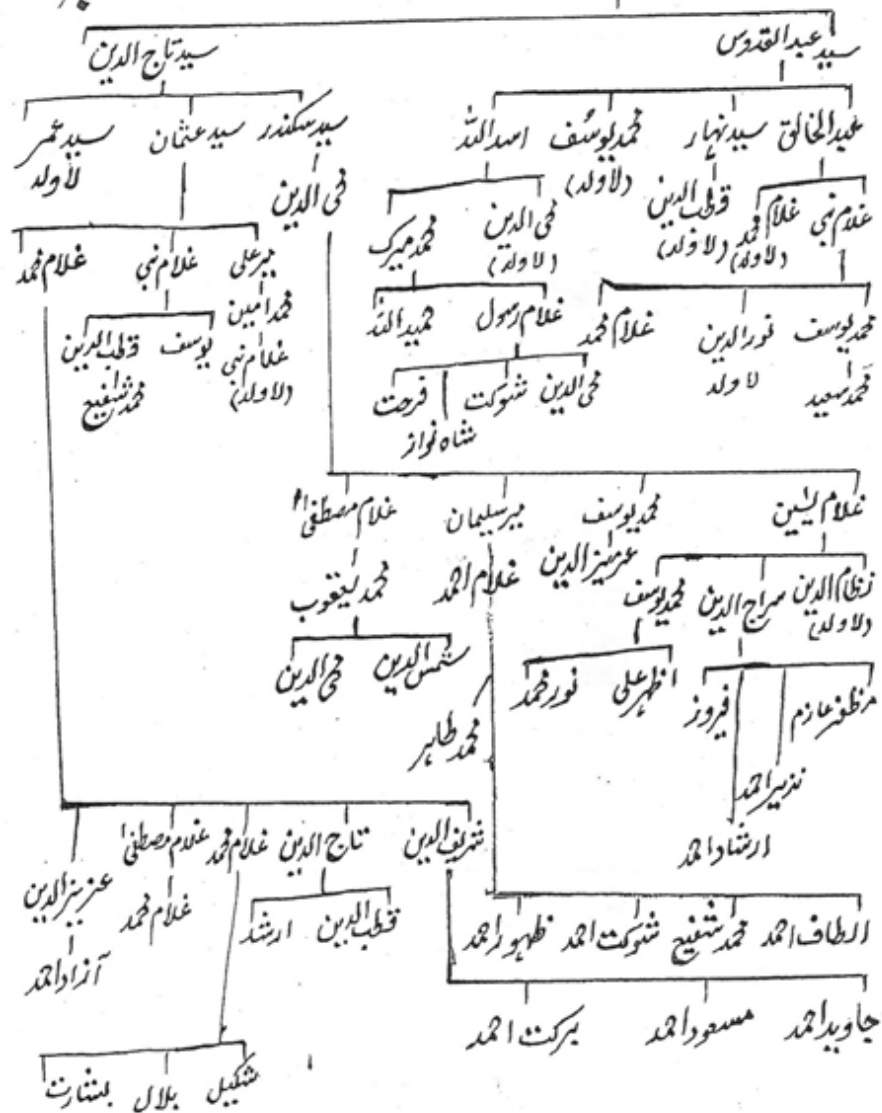 سید عبدالقدوس سید تاج الدین
عبدالخالق سید نہار محمد یوسف اسد اللہ سید سکندر سید عثمان سید عمر
(لاولد) لاولد
غلام نبی غلام محمد قطب الدین محی الدین محمد میرک محی الدین
(لاولد) (لاولد) (لاولد)
میر علی غلام نبی غلام محمد
محمد یوسف نور الدین غلام محمد غلام رسول حمید اللہ محمد امین یوسف قطب الدین
محمد سعید لاولد غلام نبی محمد شفیع
(لاولد)
محی الدین شوکت فرحت
شاہ نواز
غلام یٰسین محمد یوسف میر سلیمان غلام مصطفیٰ
عزیز الدین غلام احمد محمد یعقوب
نظام الدین سراج الدین محمد یوسف
(لاولد)
شمس الدین محی الدین
اظہر علی نور محمد
مظفر عازم فیروز
محمد طاہر
نذیر احمد
ارشاد احمد
شریف الدین تاج الدین غلام محمد غلام مصطفیٰ عزیز الدین
قطب الدین ارشد غلام محمد آزاد احمد
الطاف احمد محمد شفیع شوکت احمد ظہور احمد
جاوید احمد مسعود احمد برکت احمد
شکیل بلال بشارت